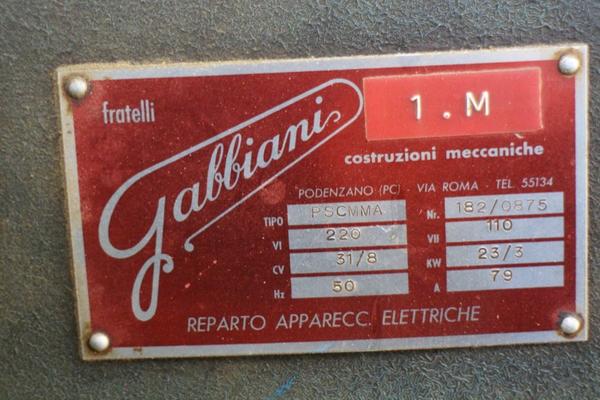 fratelli
Gabbiani
1.M
costruzioni meccaniche
PODENZANO (PC) - VIA ROMA - TEL. 55134
TIPO PSCMMA Nr. 182/0875
VI 220 VII 110
CV 31/8 KW 23/3
Hz 50 A 79
REPARTO APPARECC. ELETTRICHE